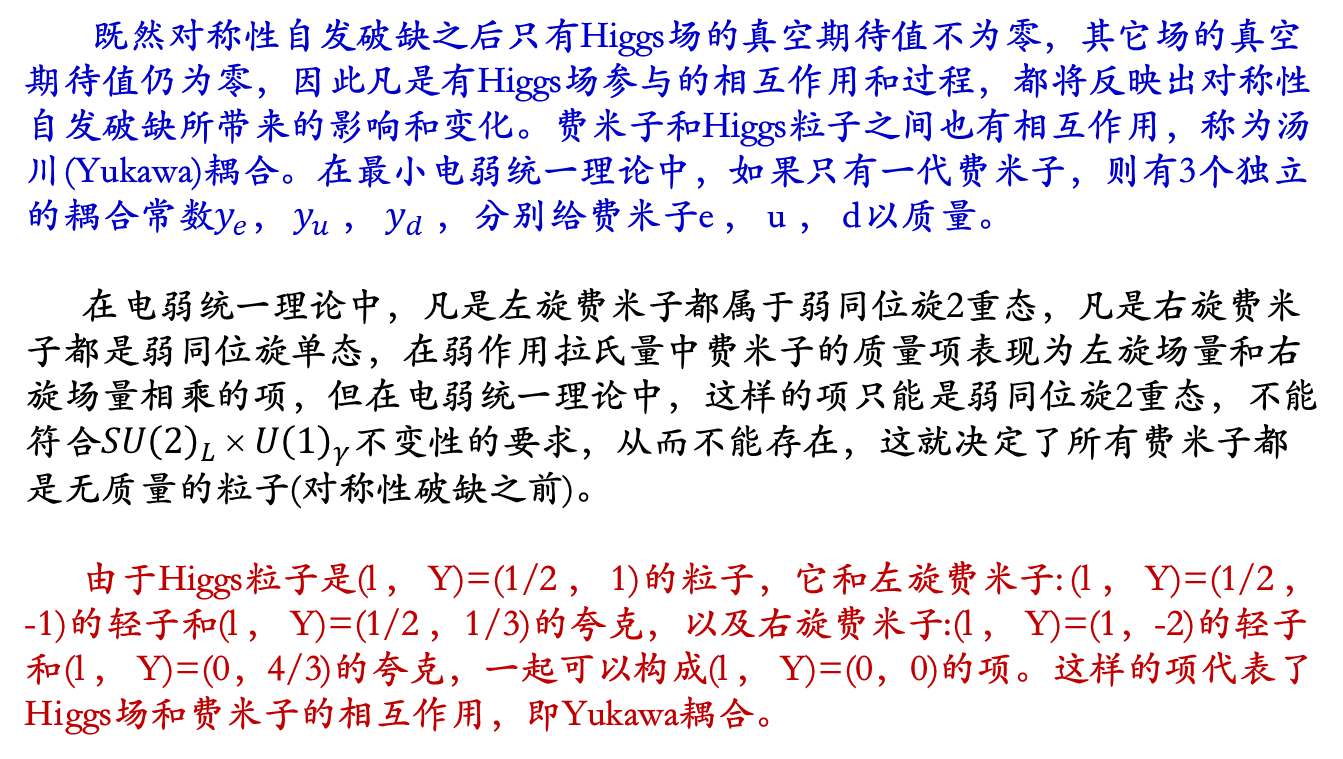 既然对称性自发破缺之后只有Higgs场的真空期待值不为零，其它场的真空
期待值仍为零，因此凡是有Higgs场参与的相互作用和过程，都将反映出对称性
自发破缺所带来的影响和变化。费米子和Higgs粒子之间也有相互作用，称为汤
川(Yukawa)耦合。在最小电弱统一理论中，如果只有一代费米子，则有3个独立
的耦合常数𝑦𝑒， 𝑦𝑢 ， 𝑦𝑑 ，分别给费米子e ， u ， d以质量。
在电弱统一理论中，凡是左旋费米子都属于弱同位旋2重态，凡是右旋费米
子都是弱同位旋单态，在弱作用拉氏量中费米子的质量项表现为左旋场量和右
旋场量相乘的项，但在电弱统一理论中，这样的项只能是弱同位旋2重态，不能
符合𝑆𝑈(2)𝐿 × 𝑈(1)𝛾不变性的要求，从而不能存在，这就决定了所有费米子都
是无质量的粒子(对称性破缺之前)。
由于Higgs粒子是(l ， Y)=(1/2 ， 1)的粒子，它和左旋费米子: (l ， Y)=(1/2 ，
-1)的轻子和(l ， Y)=(1/2 ，1/3)的夸克，以及右旋费米子:(l ， Y)=(1，-2)的轻子
和(l ， Y)=(0，4/3)的夸克，一起可以构成(l ， Y)=(0，0)的项。这样的项代表了
Higgs场和费米子的相互作用，即Yukawa耦合。